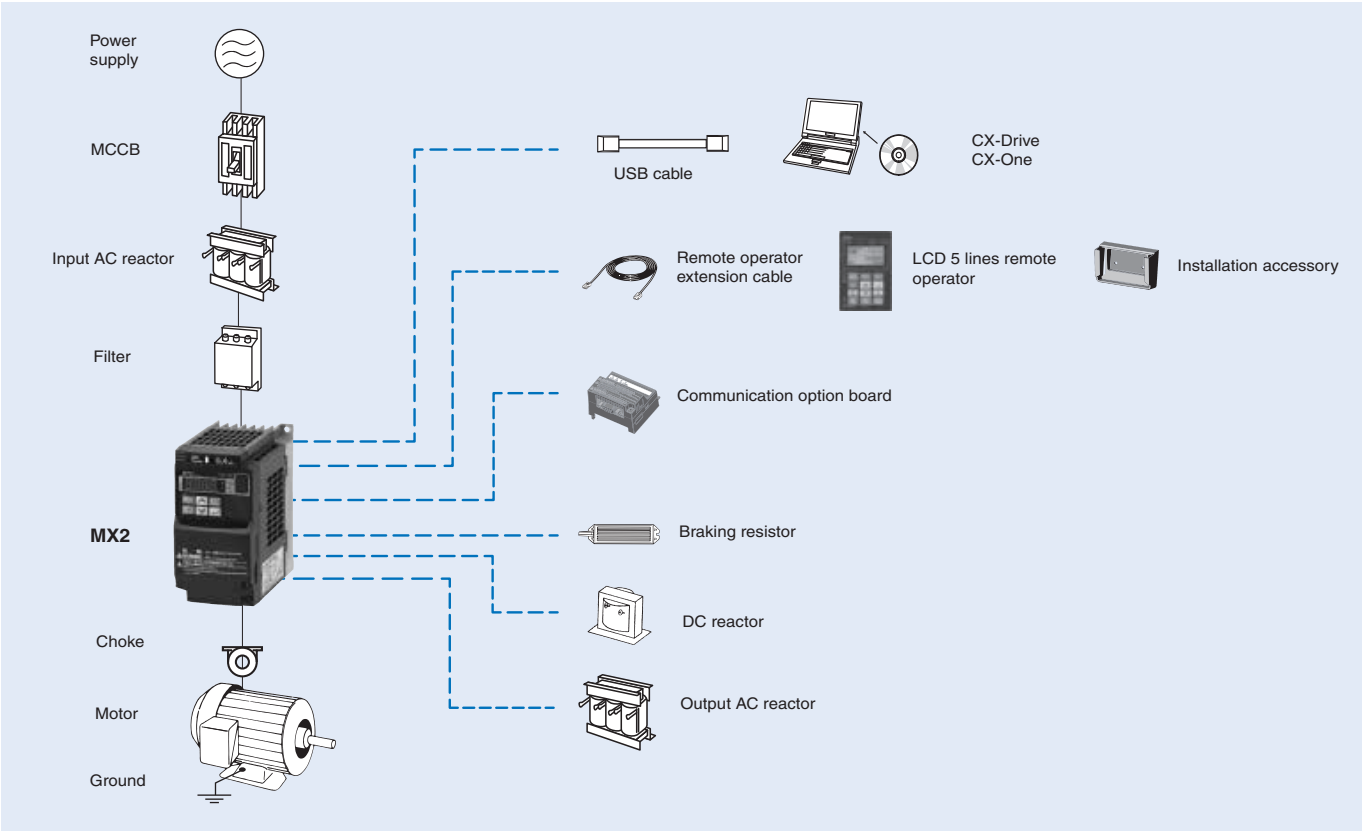 Power
supply
MCCB
USB cable
CX-Drive
CX-One
Input AC reactor
Remote operator
extension cable
LCD 5 lines remote
operator
Installation accessory
Filter
Communication option board
MX2
Braking resistor
DC reactor
Choke
Output AC reactor
Motor
Ground